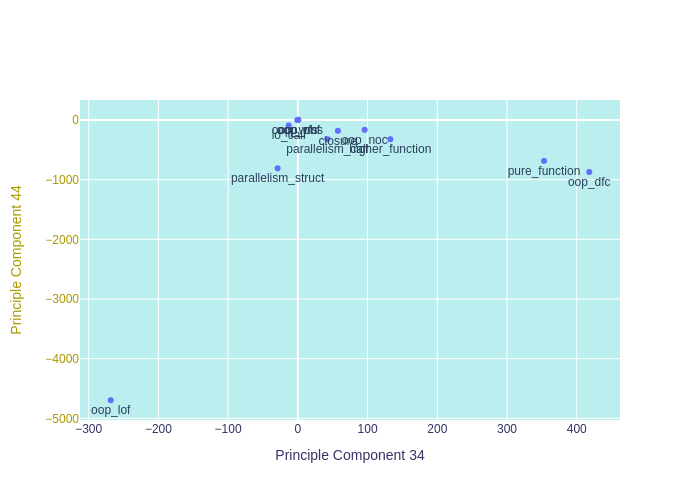 0
−1000
−2000
−3000
−4000
−5000
Principle Component 44
io_call
closure
oop_noc
parallelism_call
higher_function
parallelism_struct
pure_function
oop_dfc
oop_lof
−300
−200
−100
0
100
200
300
400
Principle Component 34